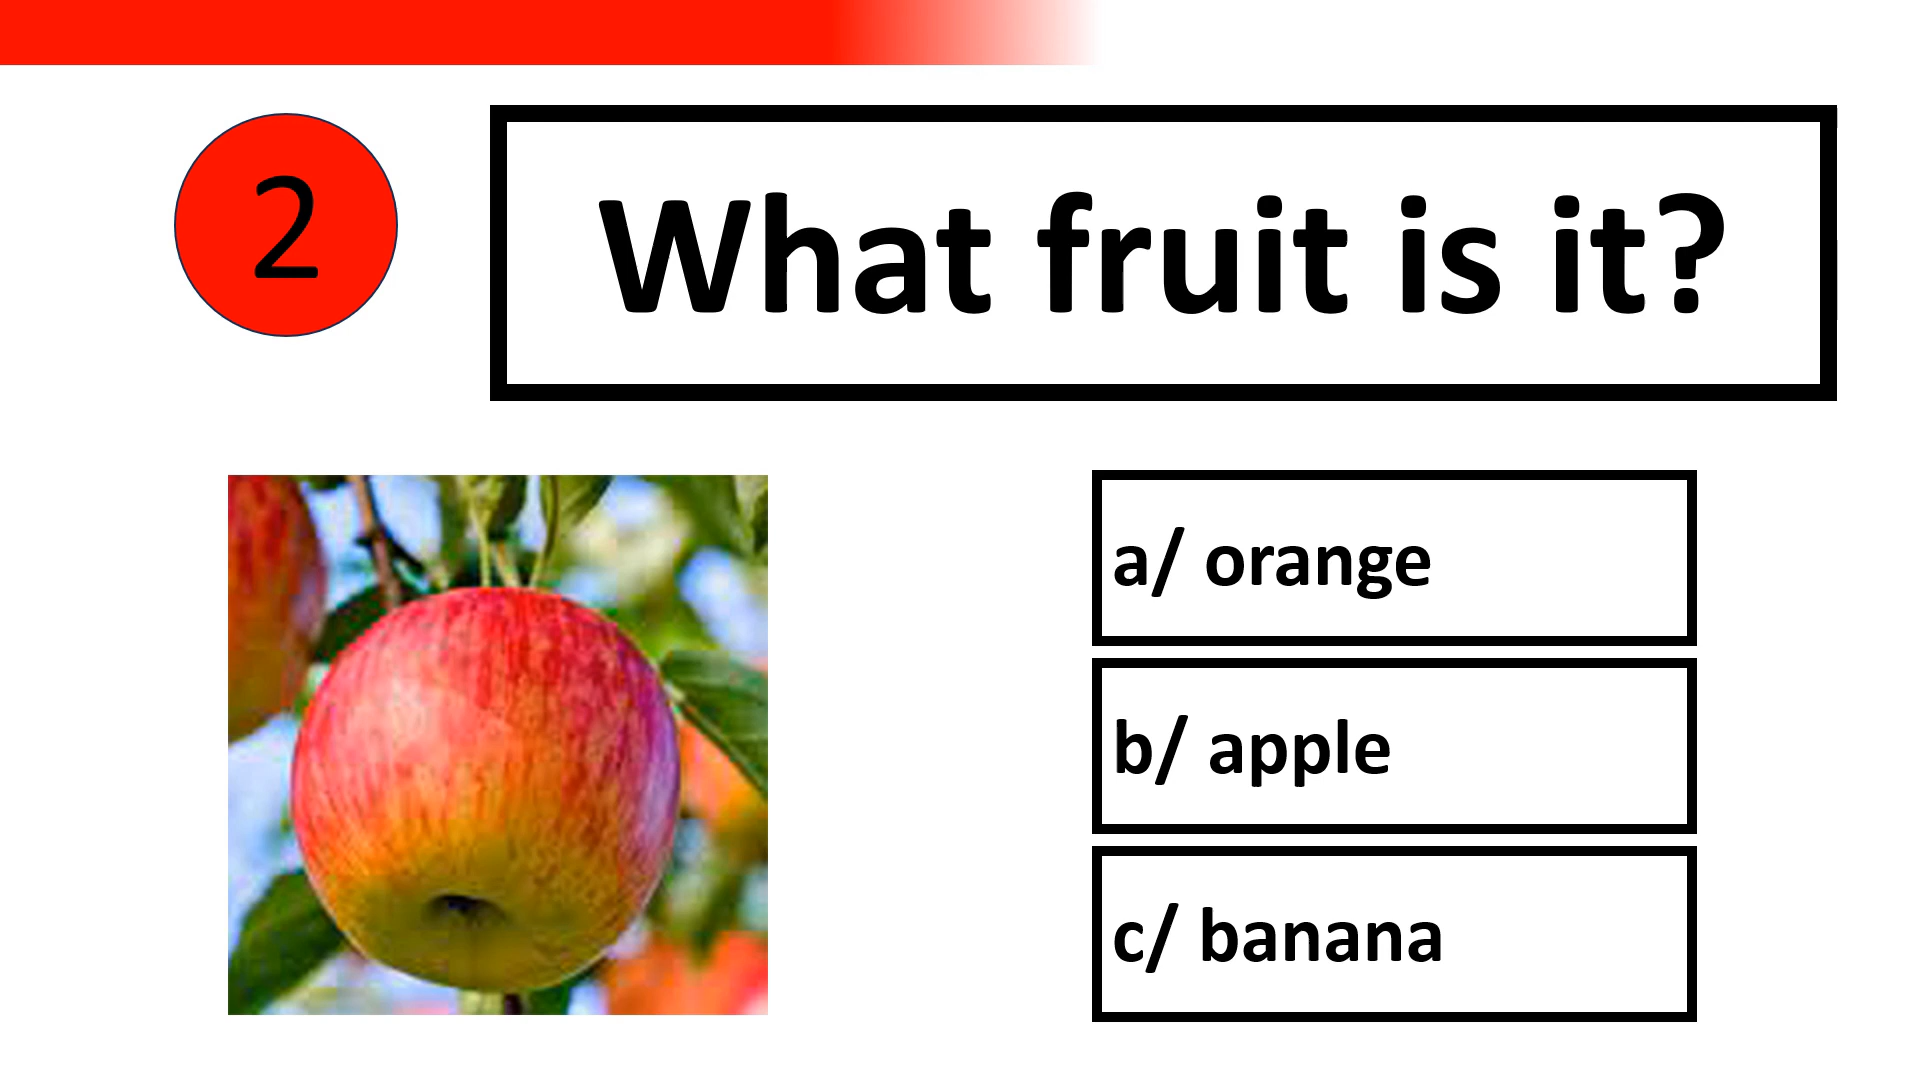 2
What fruit is it?
a/ orange
b/ apple
c/ banana